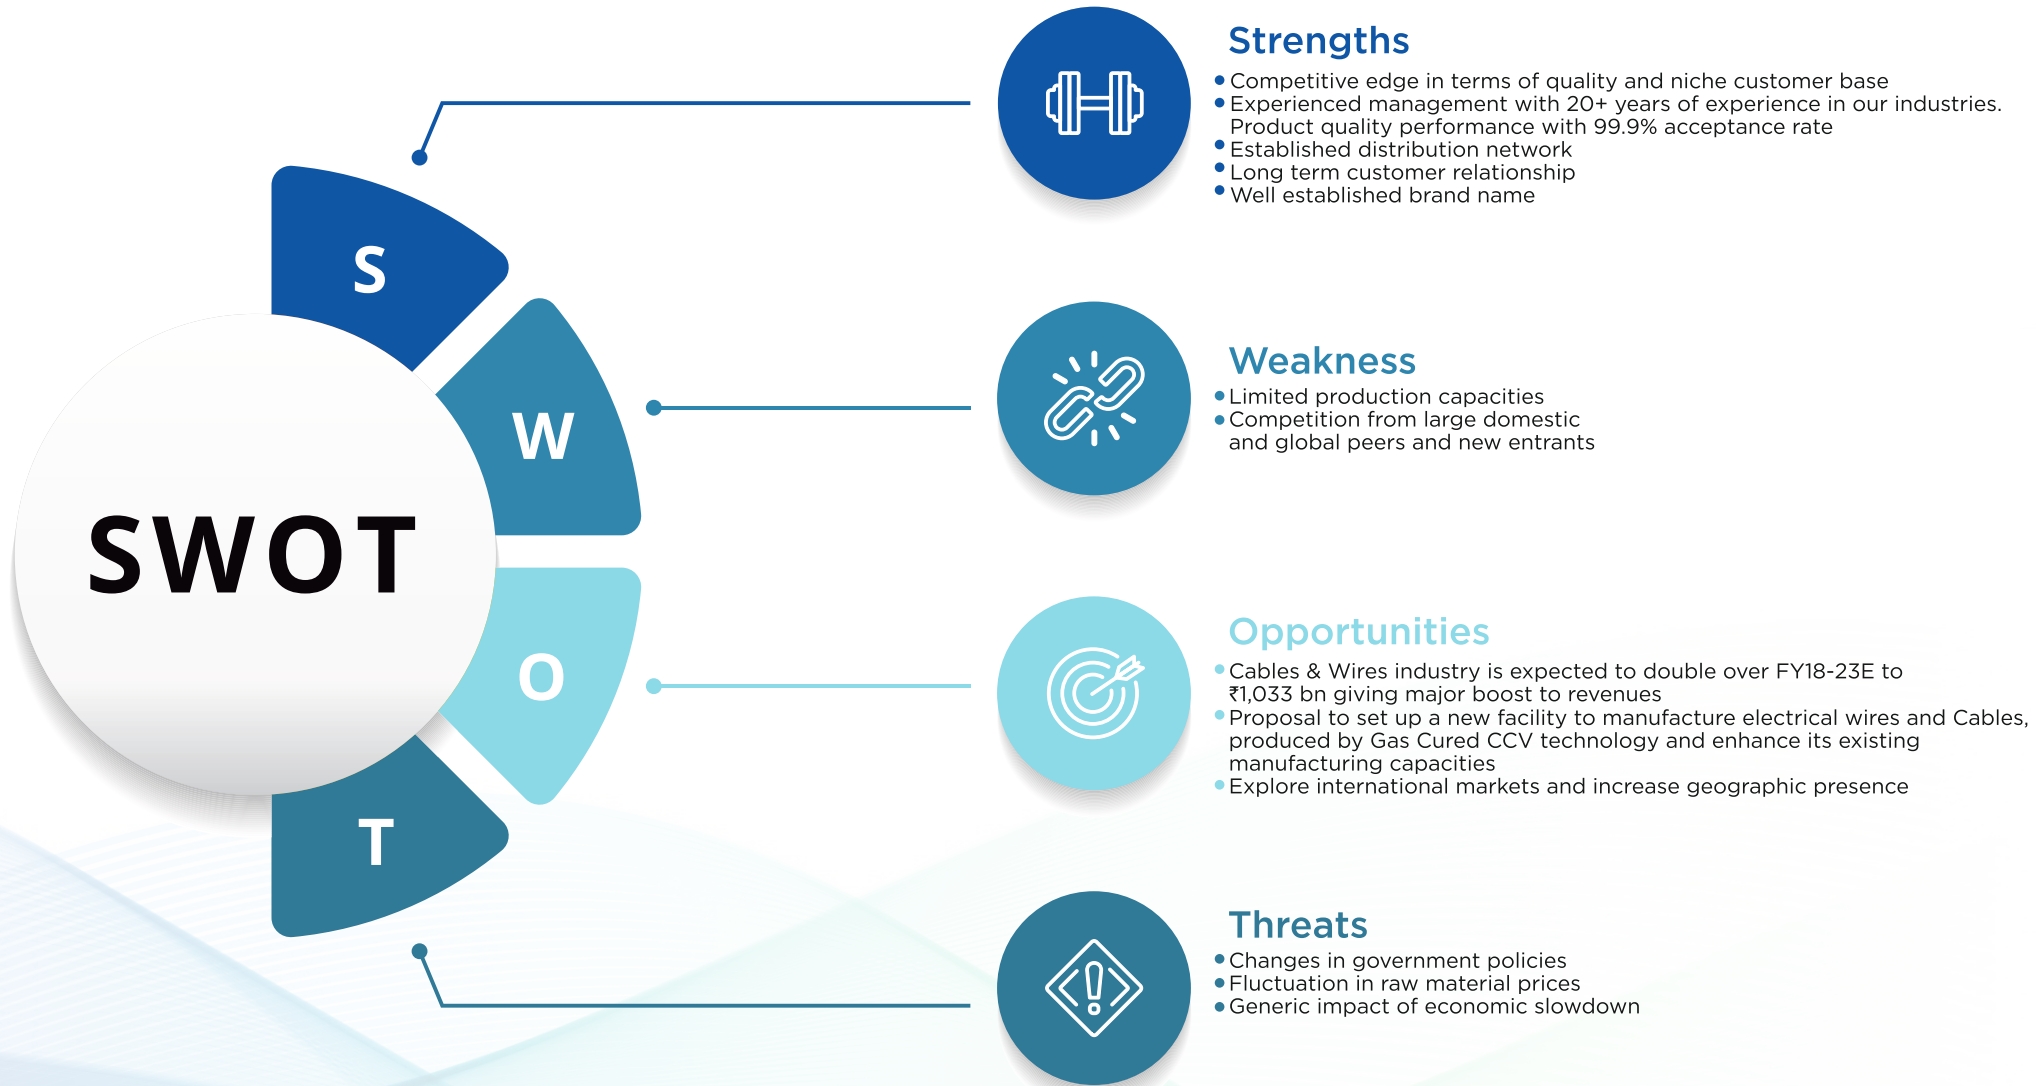 SWOT
S
W
O
T
Strengths
Competitive edge in terms of quality and niche customer base
Experienced management with 20+ years of experience in our industries.
Product quality performance with 99.9% acceptance rate
Established distribution network
Long term customer relationship
Well established brand name
Weakness
Limited production capacities
Competition from large domestic
and global peers and new entrants
Opportunities
Cables & Wires industry is expected to double over FY18-23E to
₹1,033 bn giving major boost to revenues
Proposal to set up a new facility to manufacture electrical wires and Cables,
produced by Gas Cured CCV technology and enhance its existing
manufacturing capacities
Explore international markets and increase geographic presence
Threats
Changes in government policies
Fluctuation in raw material prices
Generic impact of economic slowdown